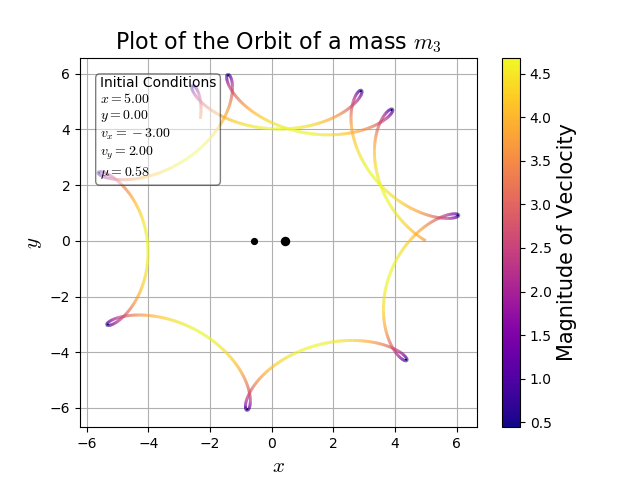 Plot of the Orbit of a mass m₃
Initial Conditions
x = 5.00
y = 0.00
vₓ = −3.00
v_y = 2.00
μ = 0.58
6
4
2
0
−2
−4
−6
y
−6 −4 −2 0 2 4 6
x
4.5
4.0
3.5
3.0
2.5
2.0
1.5
1.0
0.5
Magnitude of Veclocity